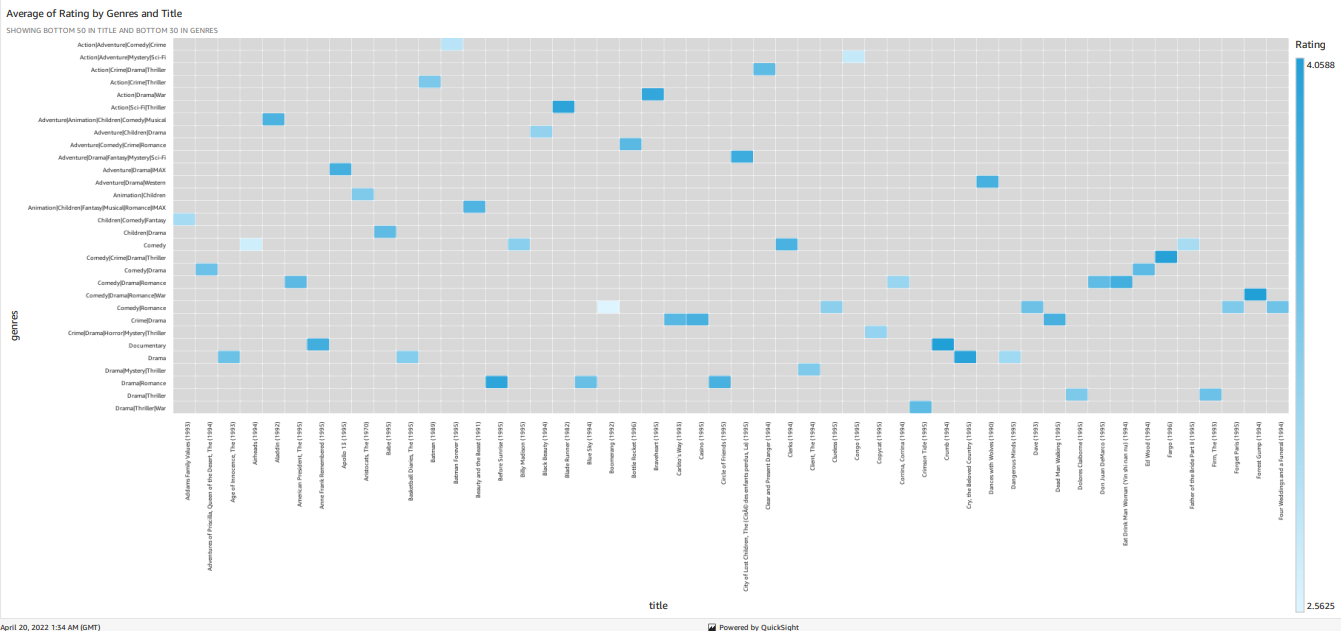 Average of Rating by Genres and Title
SHOWING BOTTOM 50 IN TITLE AND BOTTOM 30 IN GENRES
Rating
4.0588
2.5625
genres
Action|Adventure|Comedy|Crime
Action|Adventure|Mystery|Sci-Fi
Action|Crime|Drama|Thriller
Action|Crime|Thriller
Action|Drama|War
Action|Sci-Fi|Thriller
Adventure|Animation|Children|Comedy|Musical
Adventure|Children|Drama
Adventure|Comedy|Crime|Romance
Adventure|Drama|Fantasy|Mystery|Sci-Fi
Adventure|Drama|IMAX
Adventure|Drama|Western
Animation|Children
Animation|Children|Fantasy|Musical|Romance|IMAX
Children|Comedy|Fantasy
Children|Drama
Comedy
Comedy|Crime|Drama|Thriller
Comedy|Drama
Comedy|Drama|Romance
Comedy|Drama|Romance|War
Comedy|Romance
Crime|Drama
Crime|Drama|Horror|Mystery|Thriller
Documentary
Drama
Drama|Mystery|Thriller
Drama|Romance
Drama|Thriller
Drama|Thriller|War
Addams Family Values (1993)
Adventures of Priscilla, Queen of the Desert, The (1994)
Age of Innocence, The (1993)
Airheads (1994)
Aladdin (1992)
American President, The (1995)
Anne Frank Remembered (1995)
Apollo 13 (1995)
Aristocats, The (1970)
Babe (1995)
Basketball Diaries, The (1995)
Batman (1989)
Batman Forever (1995)
Beauty and the Beast (1991)
Before Sunrise (1995)
Billy Madison (1995)
Black Beauty (1994)
Blade Runner (1982)
Blue Sky (1994)
Boomerang (1992)
Bottle Rocket (1996)
Braveheart (1995)
Carlito's Way (1993)
Casino (1995)
Circle of Friends (1995)
City of Lost Children, The (CitÃ© des enfants perdus, La) (1995)
Clear and Present Danger (1994)
Clerks (1994)
Client, The (1994)
Clueless (1995)
Congo (1995)
Copycat (1995)
Corrina, Corrina (1994)
Crimson Tide (1995)
Crumb (1994)
Cry, the Beloved Country (1995)
Dances with Wolves (1990)
Dangerous Minds (1995)
Dave (1993)
Dead Man Walking (1995)
Dolores Claiborne (1995)
Don Juan DeMarco (1995)
Eat Drink Man Woman (Yin shi nan nu) (1994)
Ed Wood (1994)
Fargo (1996)
Father of the Bride Part II (1995)
Firm, The (1993)
Forget Paris (1995)
Forrest Gump (1994)
Four Weddings and a Funeral (1994)
title
April 20, 2022 1:34 AM (GMT)
Powered by QuickSight